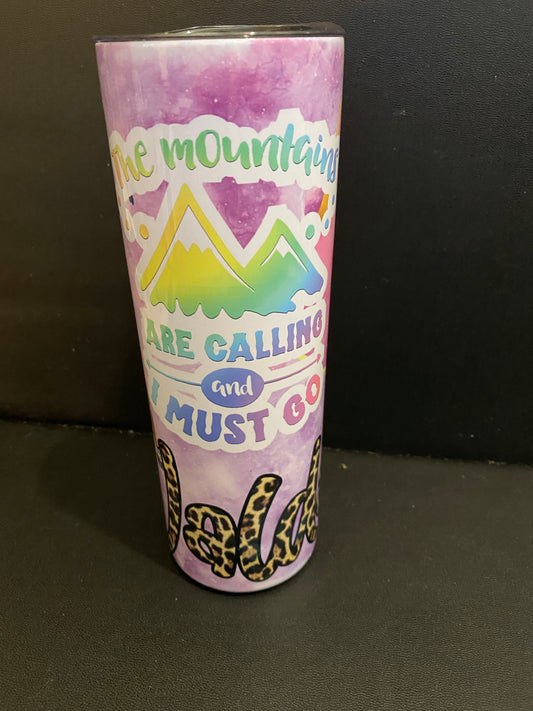 The mountains
ARE CALLING
and
I MUST GO